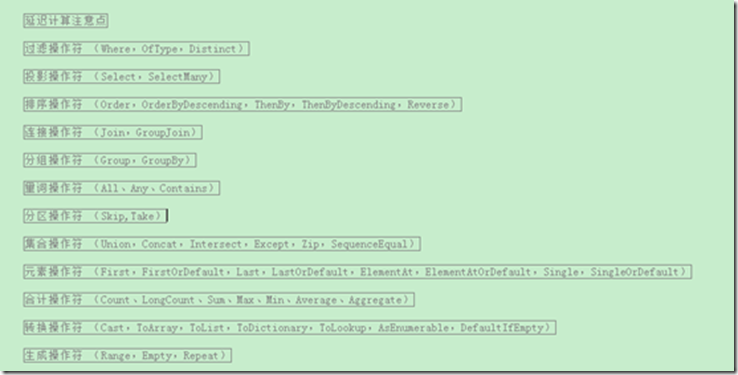 延迟计算注意点
过滤操作符 （Where，OfType，Distinct）
投影操作符 （Select，SelectMany）
排序操作符 （Order，OrderByDescending，ThenBy，ThenByDescending，Reverse）
连接操作符 （Join，GroupJoin）
分组操作符 （Group，GroupBy）
量词操作符 （All、Any、Contains）
分区操作符 （Skip,Take）
集合操作符 （Union，Concat，Intersect，Except，Zip，SequenceEqual）
元素操作符 （First，FirstOrDefault，Last，LastOrDefault，ElementAt，ElementAtOrDefault，Single，SingleOrDefault）
合计操作符 （Count、LongCount、Sum、Max、Min、Average、Aggregate）
转换操作符 （Cast，ToArray，ToList，ToDictionary，ToLookup，AsEnumerable，DefaultIfEmpty）
生成操作符 （Range，Empty，Repeat）